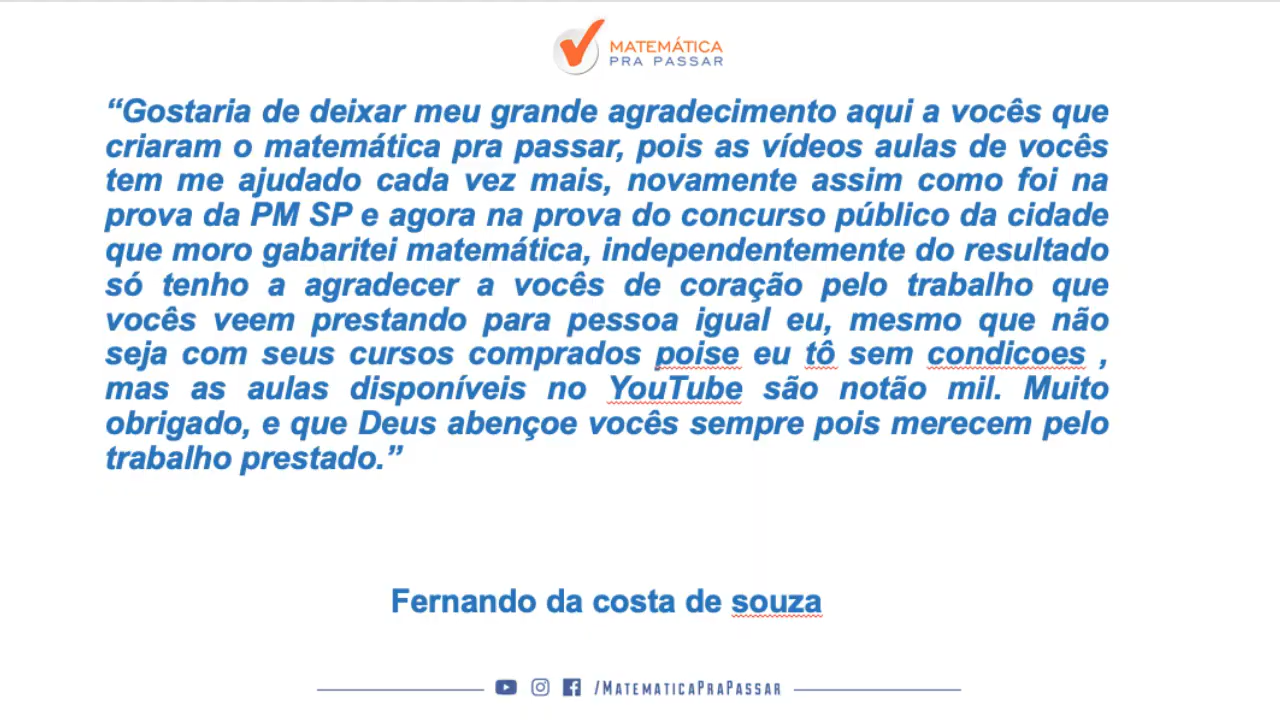 MATEMÁTICA
PRA PASSAR
“Gostaria de deixar meu grande agradecimento aqui a vocês que
criaram o matemática pra passar, pois as vídeos aulas de vocês
tem me ajudado cada vez mais, novamente assim como foi na
prova da PM SP e agora na prova do concurso público da cidade
que moro gabaritei matemática, independentemente do resultado
só tenho a agradecer a vocês de coração pelo trabalho que
vocês veem prestando para pessoa igual eu, mesmo que não
seja com seus cursos comprados poise eu tô sem condicoes ,
mas as aulas disponíveis no YouTube são notão mil. Muito
obrigado, e que Deus abençoe vocês sempre pois merecem pelo
trabalho prestado.”
Fernando da costa de souza
/MATEMATICAPRAPASSAR